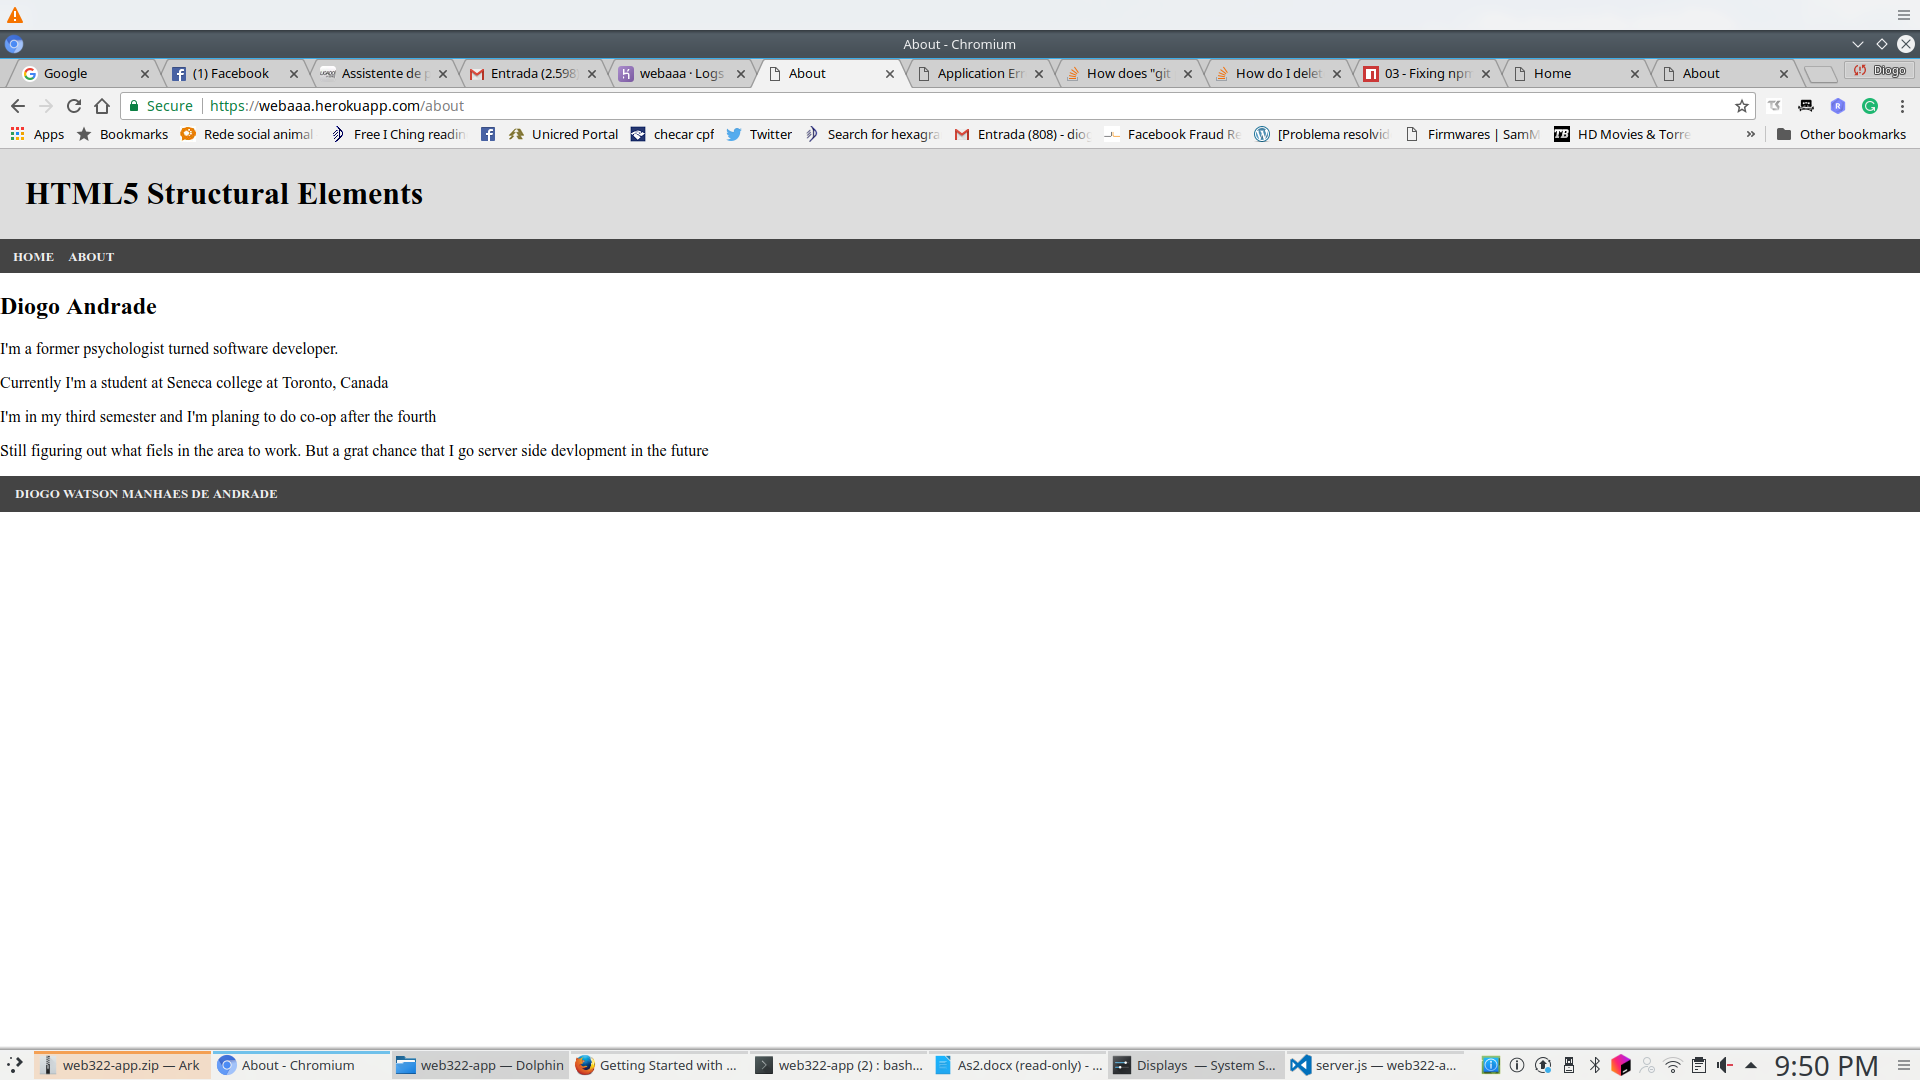 About - Chromium
Google (1) Facebook Assistente de Entrada (2.598 webaaa · Logs About Application Err How does "git How do I delet 03 - Fixing npm Home About Diogo
Secure https://webaaa.herokuapp.com/about
Apps Bookmarks Rede social animal Free I Ching readin Unicred Portal checar cpf Twitter Search for hexagra Entrada (808) - diog Facebook Fraud Re [Problema resolvid Firmwares | SamM HD Movies & Torre » Other bookmarks
HTML5 Structural Elements
HOME ABOUT
Diogo Andrade
I'm a former psychologist turned software developer.
Currently I'm a student at Seneca college at Toronto, Canada
I'm in my third semester and I'm planing to do co-op after the fourth
Still figuring out what fiels in the area to work. But a grat chance that I go server side devlopment in the future
DIOGO WATSON MANHAES DE ANDRADE
web322-app.zip — Ark About - Chromium web322-app — Dolphin Getting Started with ... web322-app (2) : bash... As2.docx (read-only) - ... Displays — System S... server.js — web322-a... 9:50 PM